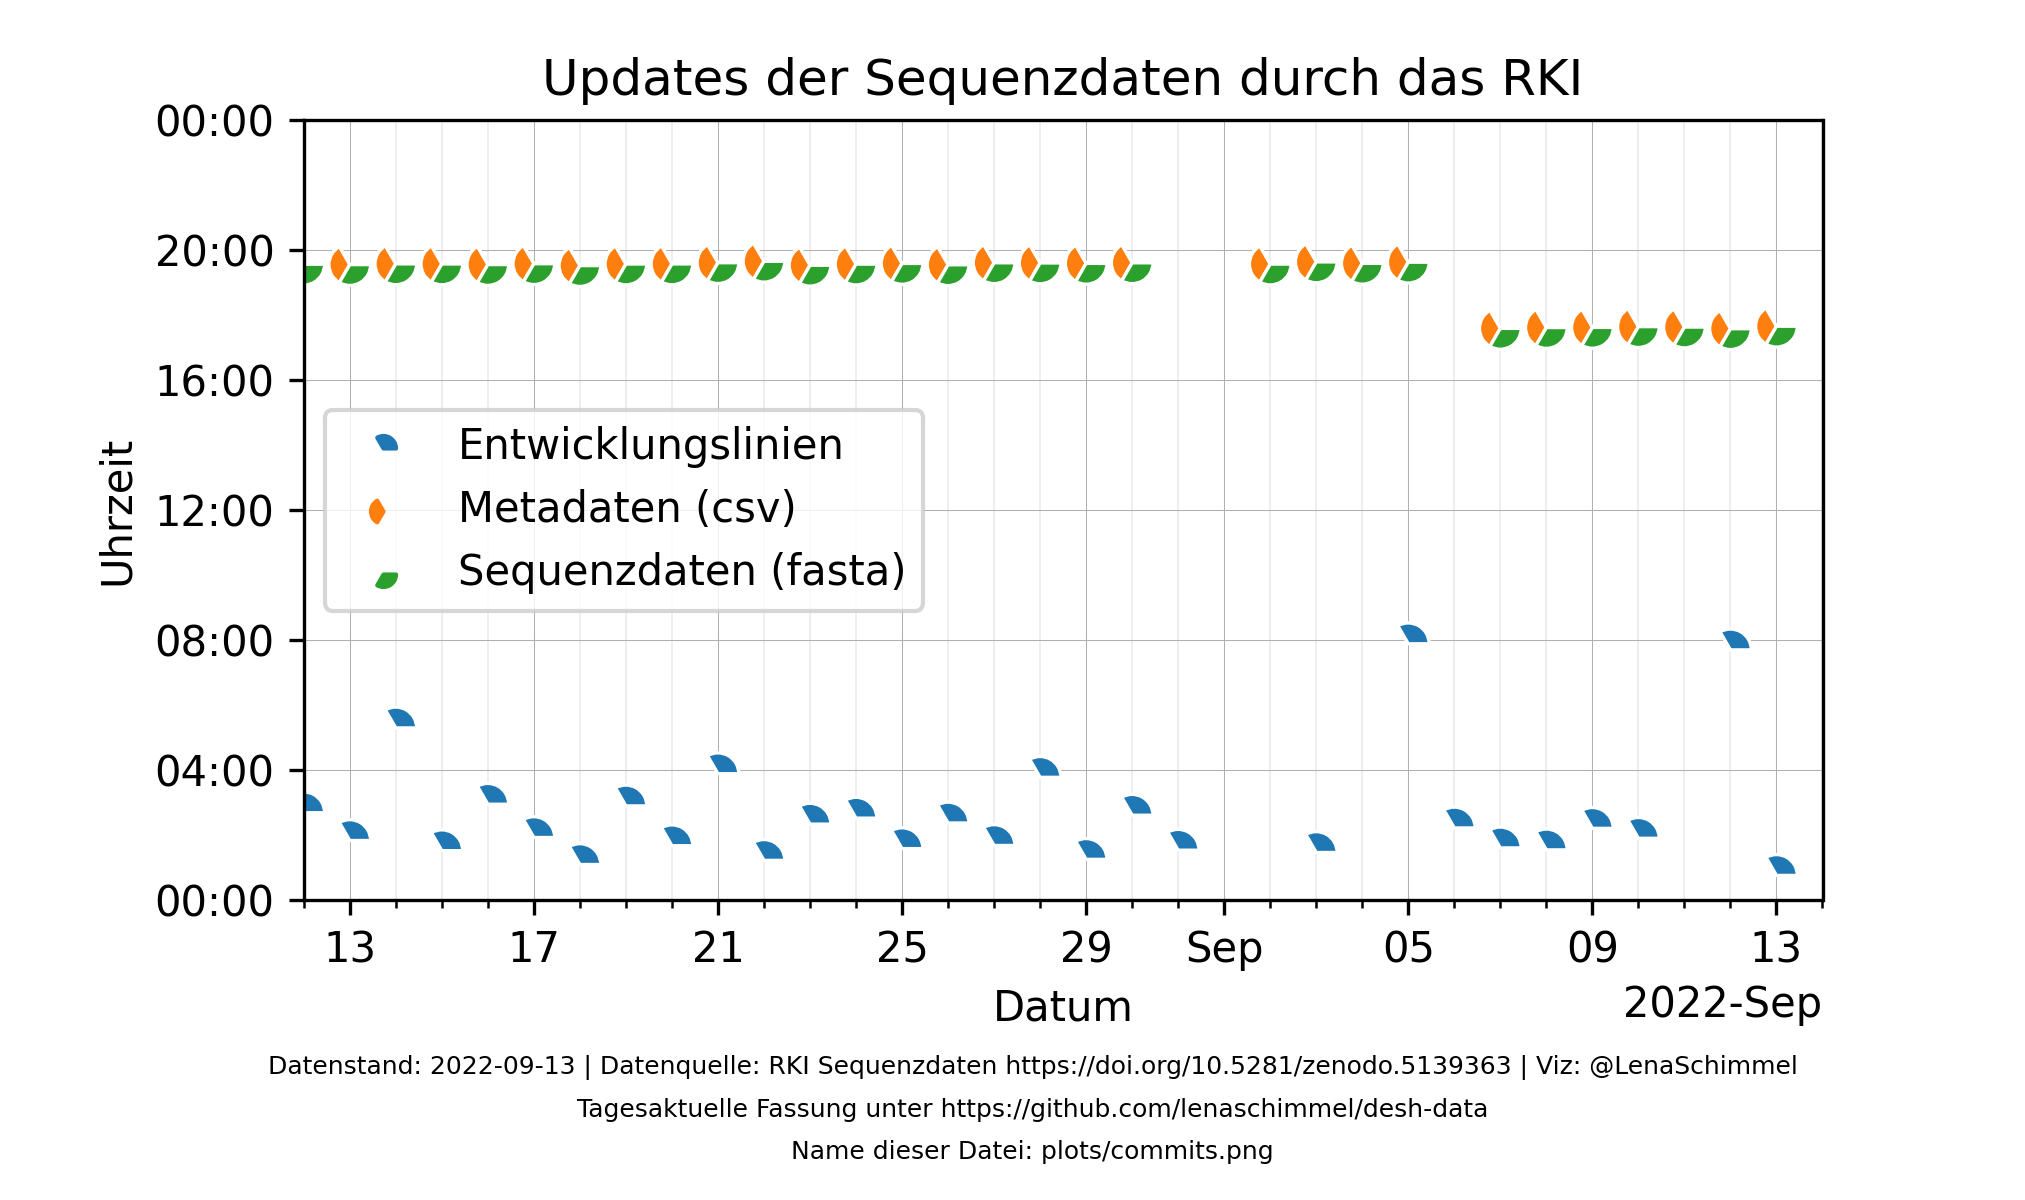 Updates der Sequenzdaten durch das RKI
00:00
20:00
16:00
12:00
08:00
04:00
00:00
Uhrzeit
Entwicklungslinien
Metadaten (csv)
Sequenzdaten (fasta)
13 17 21 25 29 Sep 05 09 13
Datum
2022-Sep
Datenstand: 2022-09-13 | Datenquelle: RKI Sequenzdaten https://doi.org/10.5281/zenodo.5139363 | Viz: @LenaSchimmel
Tagesaktuelle Fassung unter https://github.com/lenaschimmel/desh-data
Name dieser Datei: plots/commits.png